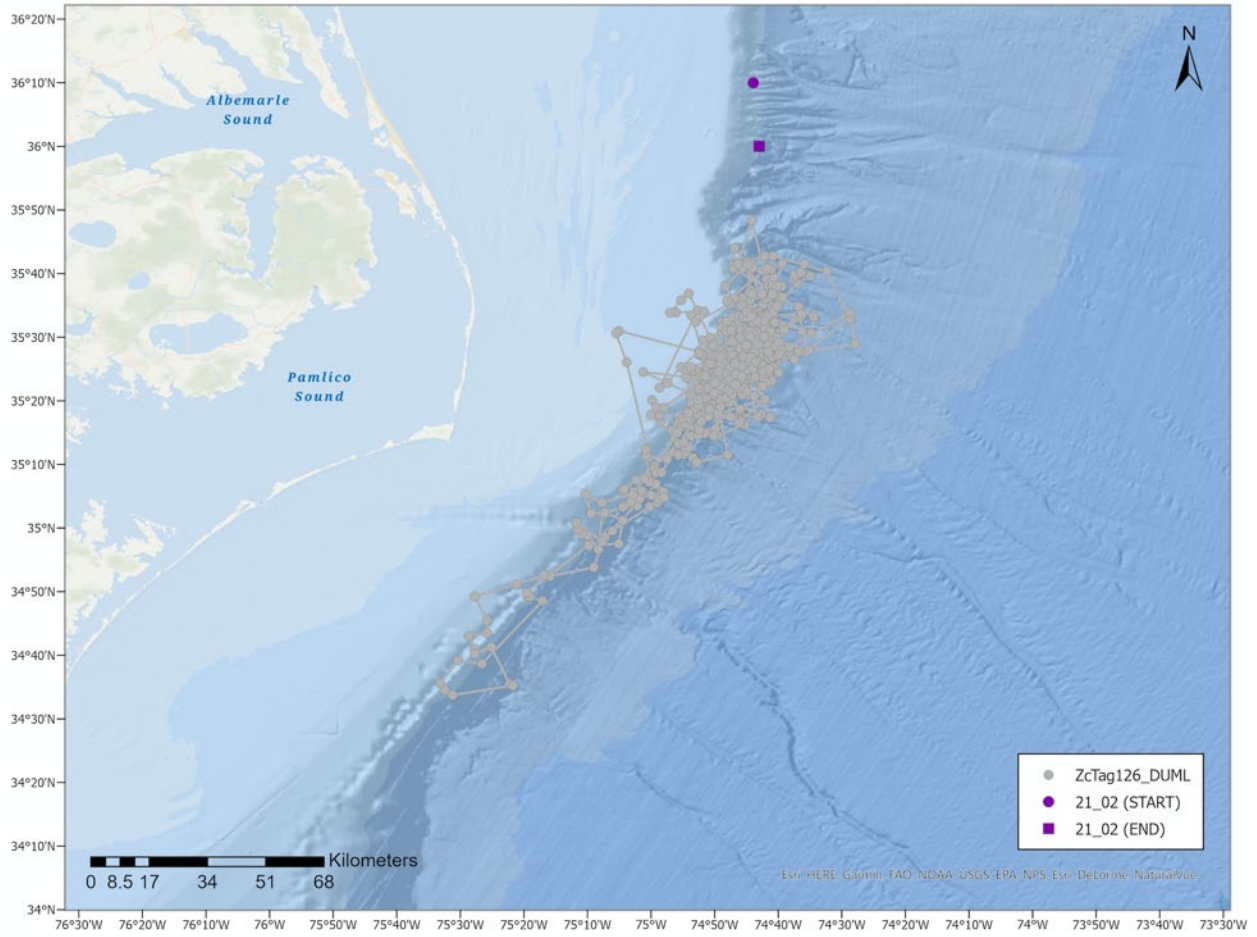 36°20'N
36°10'N
36°N
35°50'N
35°40'N
35°30'N
35°20'N
35°10'N
35°N
34°50'N
34°40'N
34°30'N
34°20'N
34°10'N
34°N
Albemarle
Sound
Pamlico
Sound
N
ZcTag126_DUML
21_02 (START)
21_02 (END)
Kilometers
0 8.5 17 34 51 68
Esri, HERE, Garmin, FAO, NOAA, USGS, EPA, NPS, Esri, DeLorme, NaturalVue
76°30'W 76°20'W 76°10'W 76°W 75°50'W 75°40'W 75°30'W 75°20'W 75°10'W 75°W 74°50'W 74°40'W 74°30'W 74°20'W 74°10'W 74°W 73°50'W 73°40'W 73°30'W